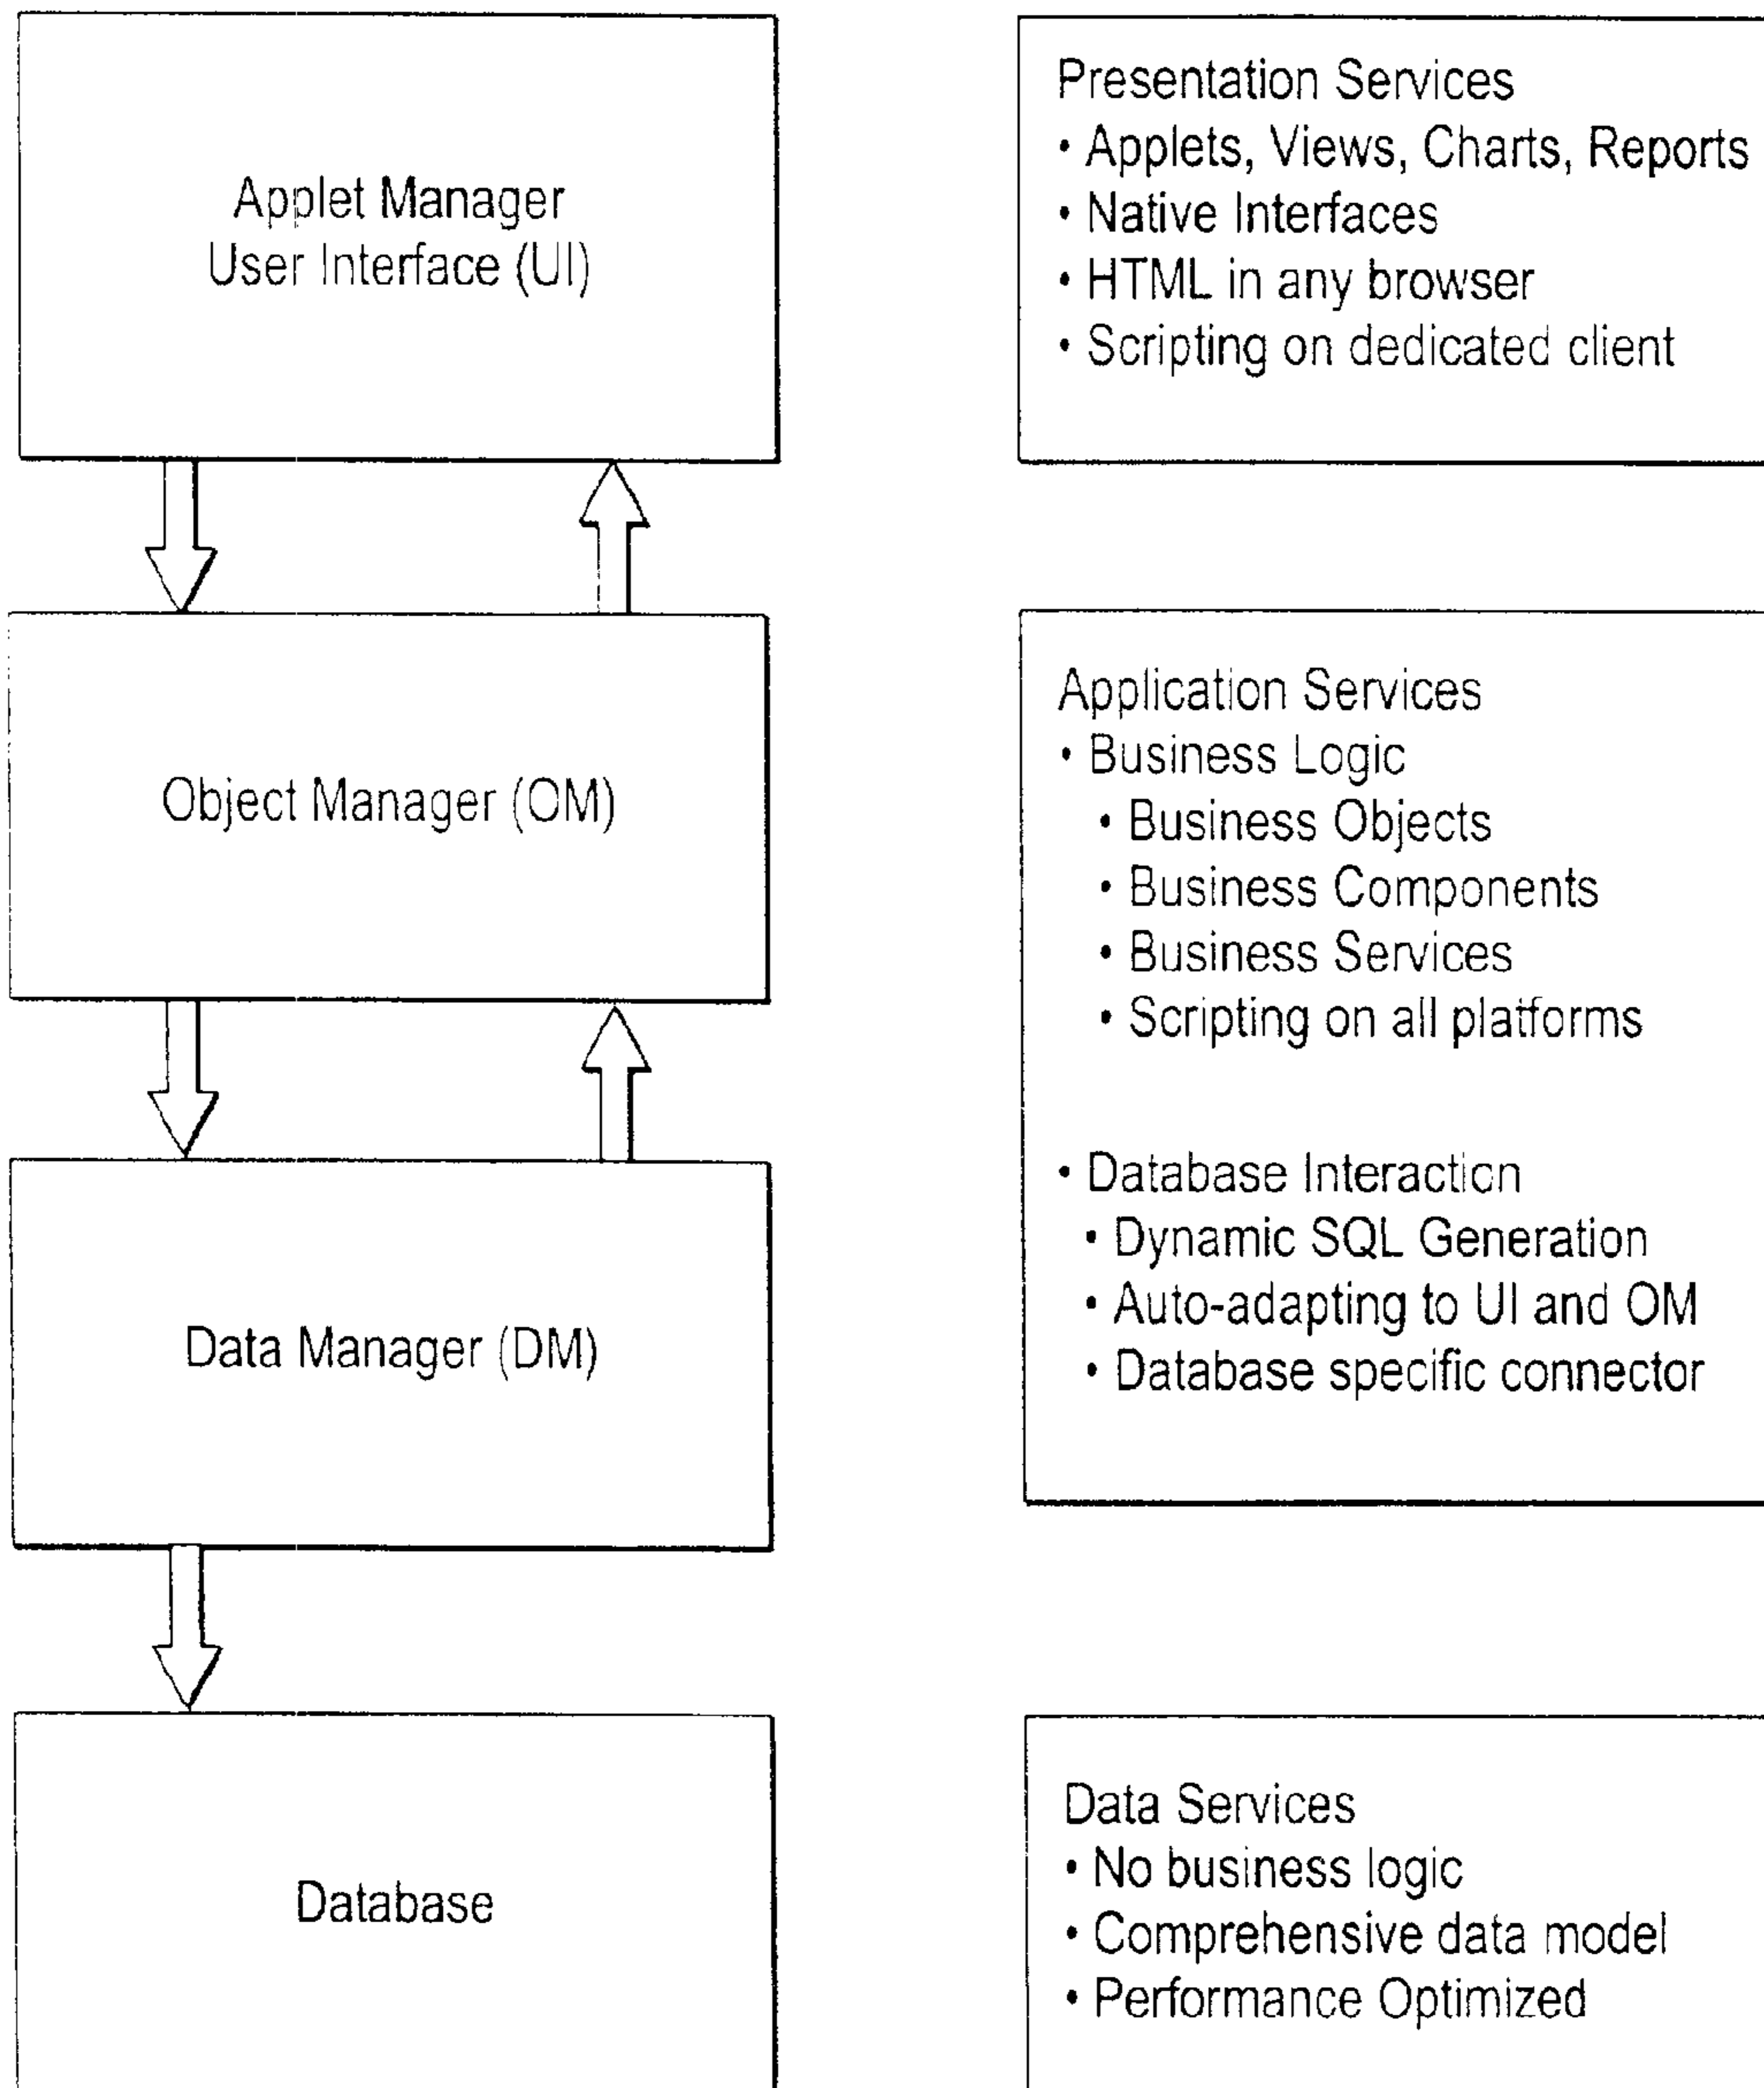 Applet Manager
User Interface (UI)
Presentation Services
• Applets, Views, Charts, Reports
• Native Interfaces
• HTML in any browser
• Scripting on dedicated client
Object Manager (OM)
Application Services
• Business Logic
• Business Objects
• Business Components
• Business Services
• Scripting on all platforms
Data Manager (DM)
• Database Interaction
• Dynamic SQL Generation
• Auto-adapting to UI and OM
• Database specific connector
Database
Data Services
• No business logic
• Comprehensive data model
• Performance Optimized